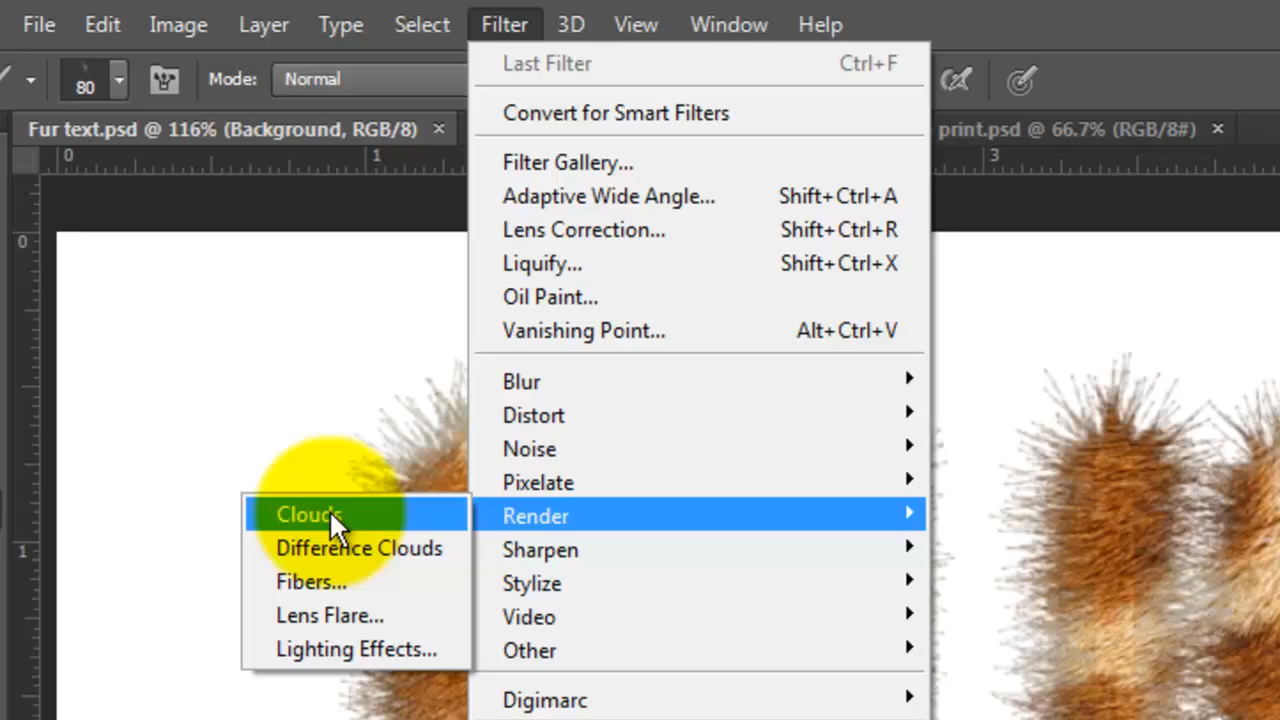 File Edit Image Layer Type Select Filter 3D View Window Help
80 Mode: Normal
Fur text.psd @ 116% (Background, RGB/8) × print.psd @ 66.7% (RGB/8#) ×
0 1 3
0
1
Last Filter Ctrl+F
Convert for Smart Filters
Filter Gallery...
Adaptive Wide Angle... Shift+Ctrl+A
Lens Correction... Shift+Ctrl+R
Liquify... Shift+Ctrl+X
Oil Paint...
Vanishing Point... Alt+Ctrl+V
Blur
Distort
Noise
Pixelate
Render
Sharpen
Stylize
Video
Other
Digimarc
Clouds
Difference Clouds
Fibers...
Lens Flare...
Lighting Effects...